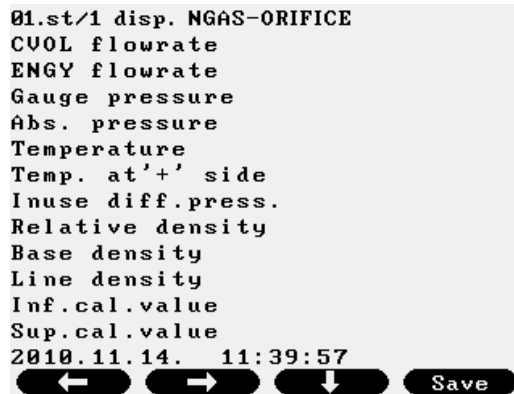 01.st/1 disp. NGAS-ORIFICE
CVOL flowrate
ENGY flowrate
Gauge pressure
Abs. pressure
Temperature
Temp. at'+' side
Inuse diff.press.
Relative density
Base density
Line density
Inf.cal.value
Sup.cal.value
2010.11.14. 11:39:57
← → ↓ Save